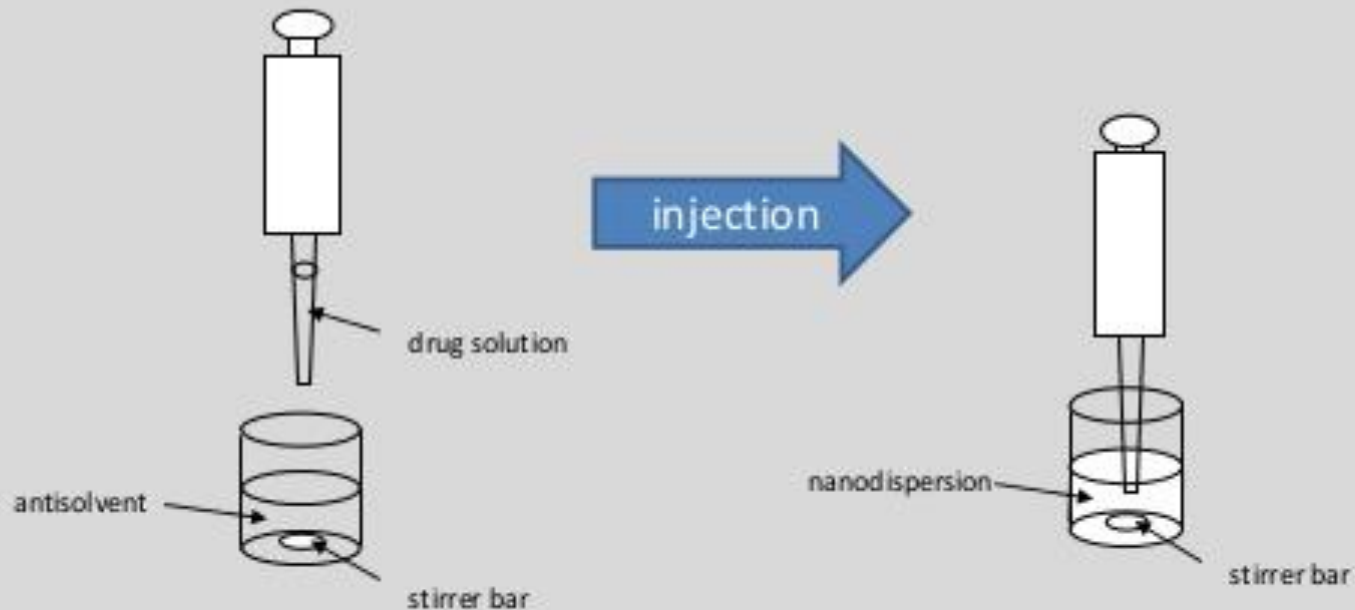 injection
drug solution
antisolvent
stirrer bar
nanodispersion
stirrer bar